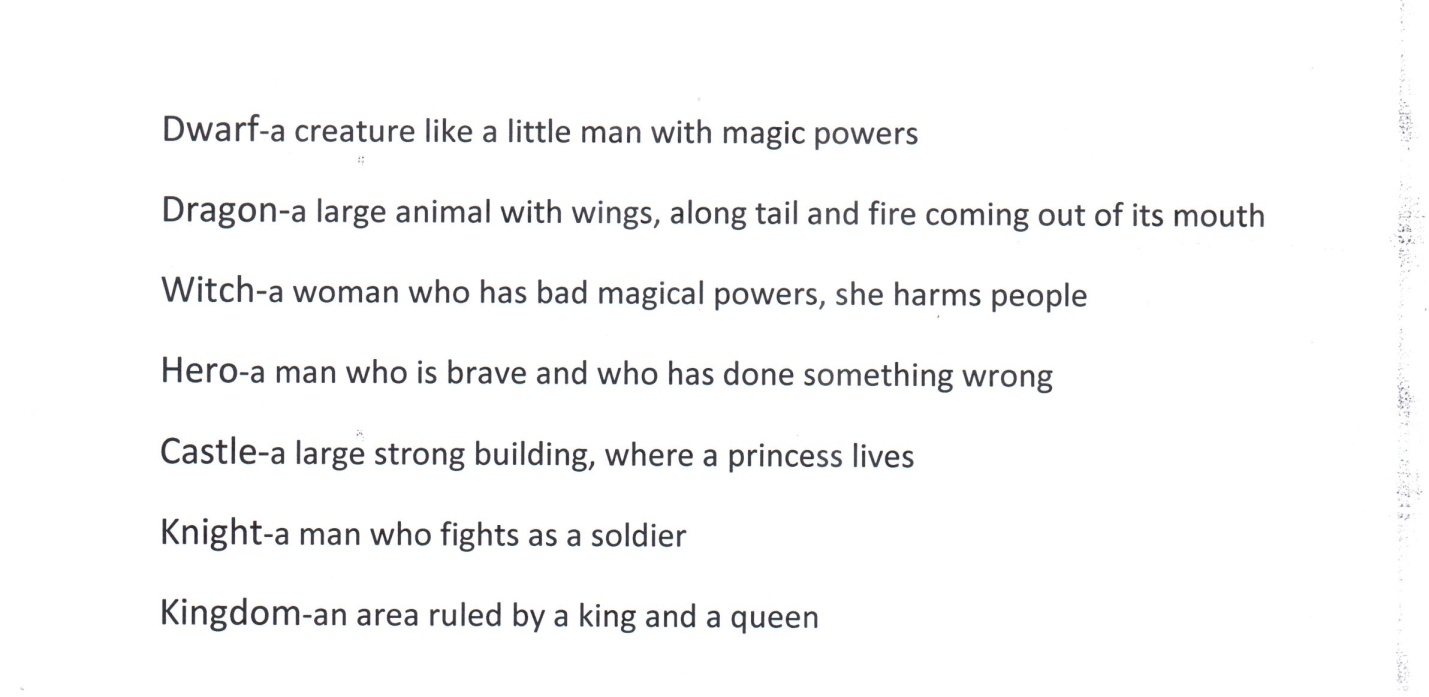 Dwarf-a creature like a little man with magic powers
Dragon-a large animal with wings, along tail and fire coming out of its mouth
Witch-a woman who has bad magical powers, she harms people
Hero-a man who is brave and who has done something wrong
Castle-a large strong building, where a princess lives
Knight-a man who fights as a soldier
Kingdom-an area ruled by a king and a queen